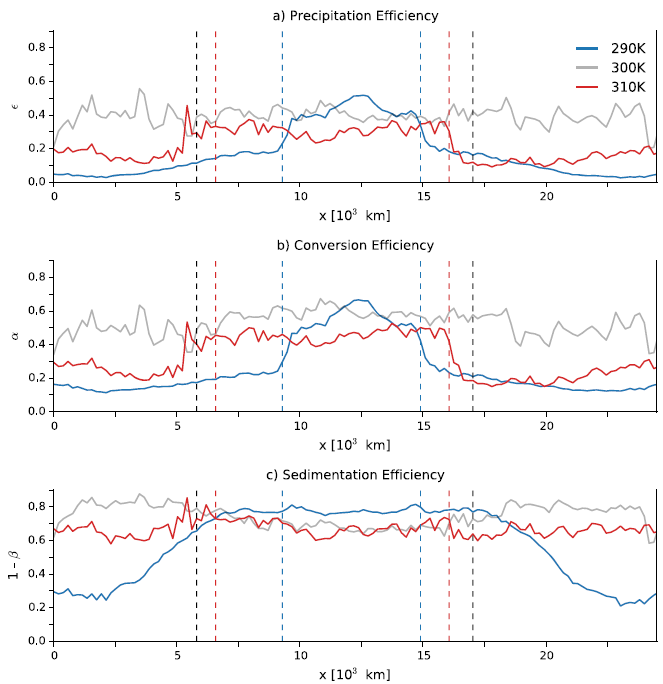 a) Precipitation Efficiency
0.8
0.6
0.4
0.2
0.0
ϵ
290K
300K
310K
0 5 10 15 20
x [10³ km]
b) Conversion Efficiency
0.8
0.6
0.4
0.2
0.0
α
0 5 10 15 20
x [10³ km]
c) Sedimentation Efficiency
0.8
0.6
0.4
0.2
0.0
1 - β
0 5 10 15 20
x [10³ km]